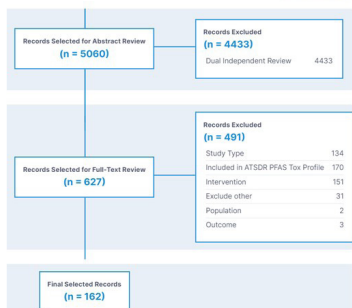 Records Selected for Abstract Review
(n = 5060)
Records Excluded
(n = 4433)
Dual Independent Review 4433
Records Selected for Full-Text Review
(n = 627)
Records Excluded
(n = 491)
Study Type 134
Included in ATSDR PFAS Tox Profile 170
Intervention 151
Exclude other 31
Population 2
Outcome 3
Final Selected Records
(n = 162)